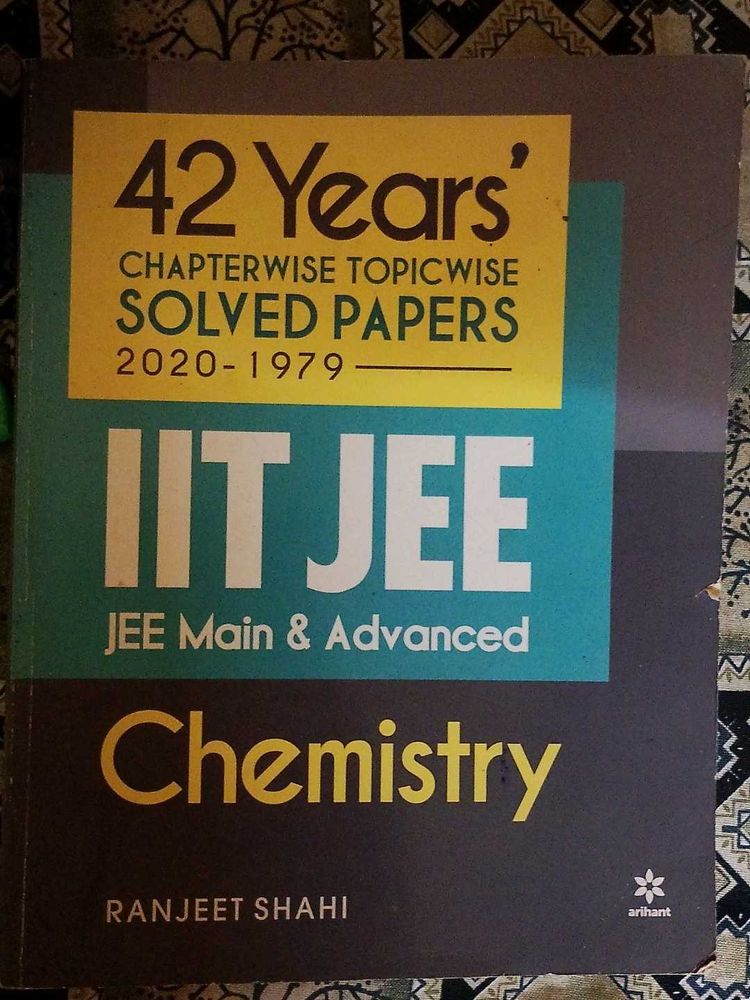 42 Years'
CHAPTERWISE TOPICWISE
SOLVED PAPERS
2020-1979
IIT JEE
JEE Main & Advanced
Chemistry
RANJEET SHAHI
arihant